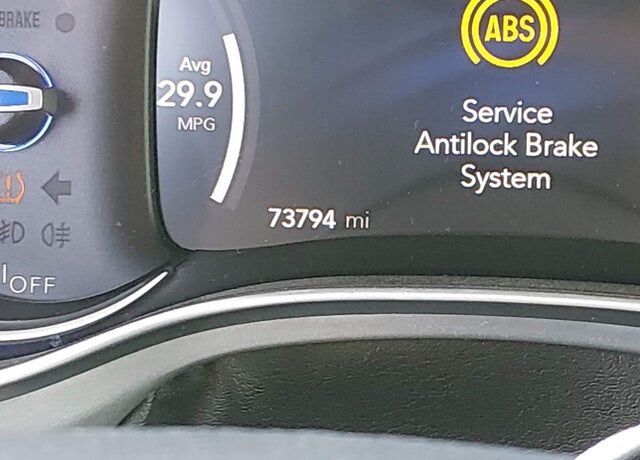 BRAKE
Avg
29.9
MPG
ABS
Service
Antilock Brake
System
73794 mi
OFF